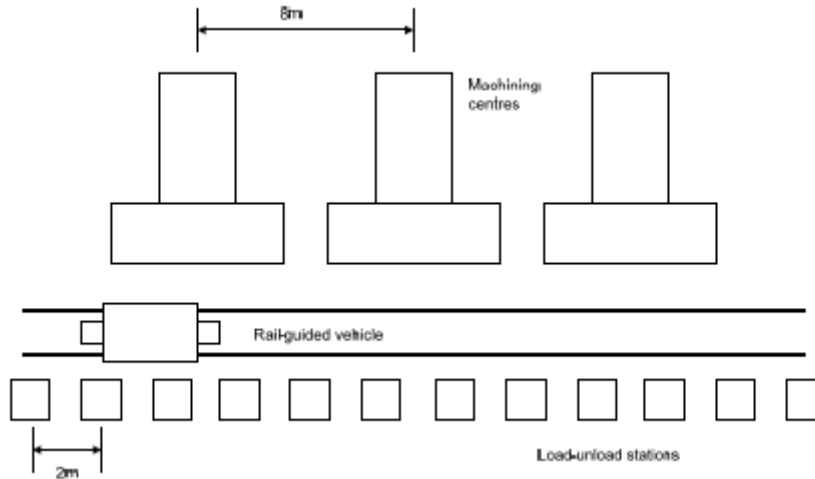 8m
Machining
centres
Rail-guided vehicle
2m
Load-unload stations